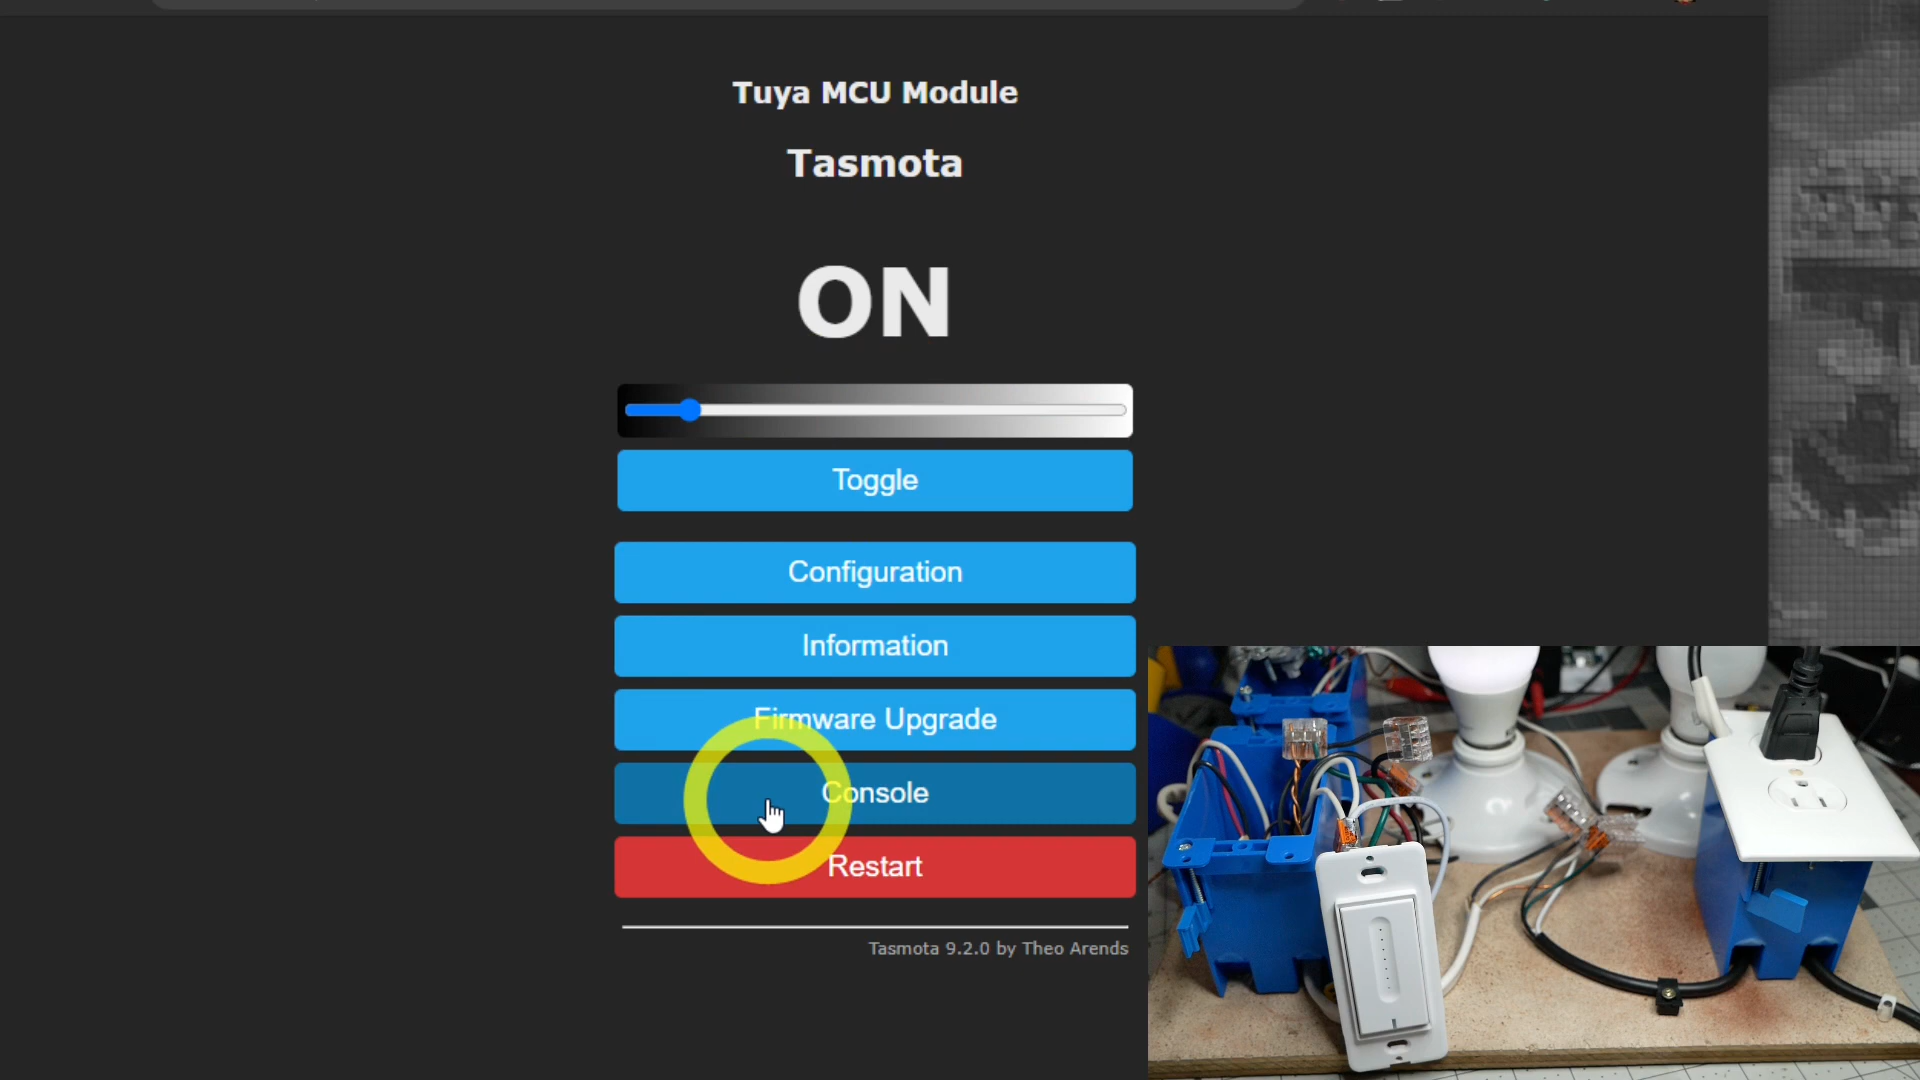 Tuya MCU Module
Tasmota
ON
Toggle
Configuration
Information
Firmware Upgrade
Console
Restart
Tasmota 9.2.0 by Theo Arends